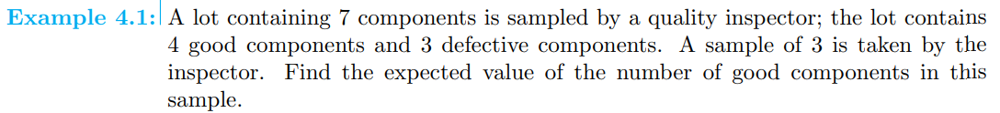 Example 4.1: A lot containing 7 components is sampled by a quality inspector; the lot contains
4 good components and 3 defective components. A sample of 3 is taken by the
inspector. Find the expected value of the number of good components in this
sample.